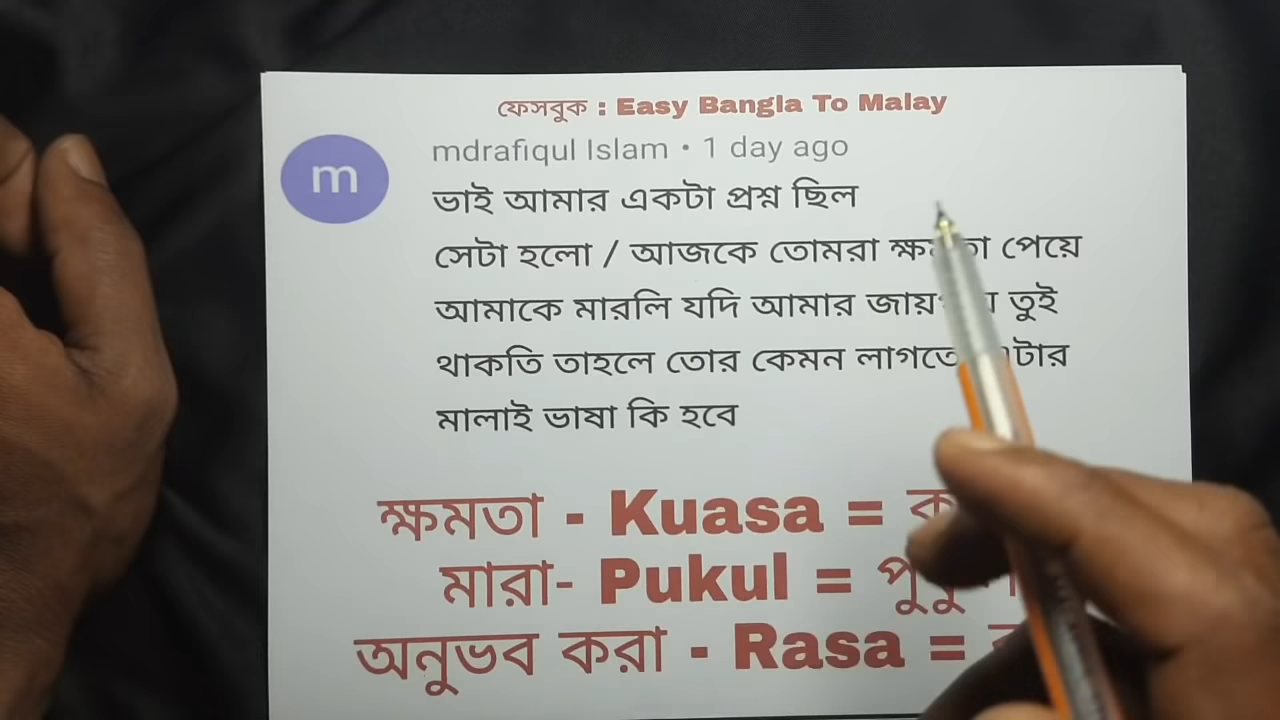 ফেসবুক : Easy Bangla To Malay
m
mdrafiqul Islam • 1 day ago
ভাই আমার একটা প্রশ্ন ছিল
সেটা হলো / আজকে তোমরা পেয়ে
আমাকে মারলি যদি আমার তুই
থাকতি তাহলে তোর কেমন
মালাই ভাষা কি হবে
ক্ষমতা - Kuasa =
মারা- Pukul =
অনুভব করা - Rasa =